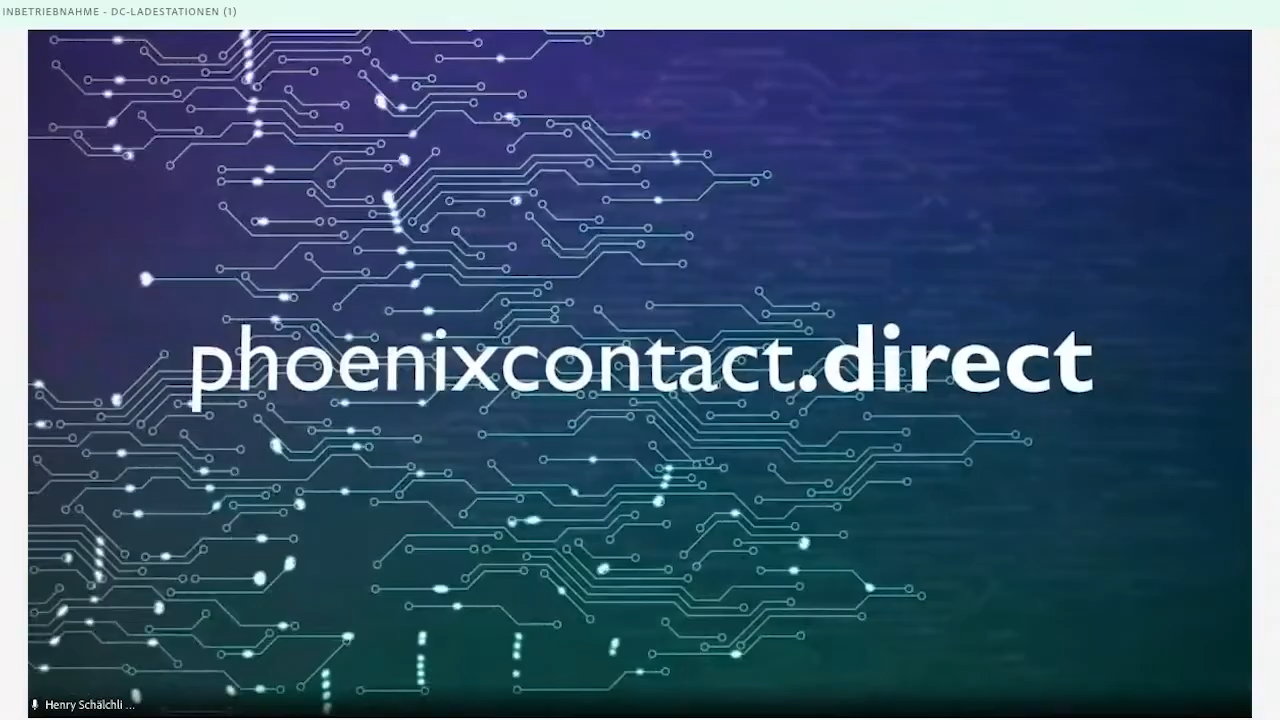 INBETRIEBNAHME - DC-LADESTATIONEN (1)
phoenixcontact.direct
Henry Schälchli ...